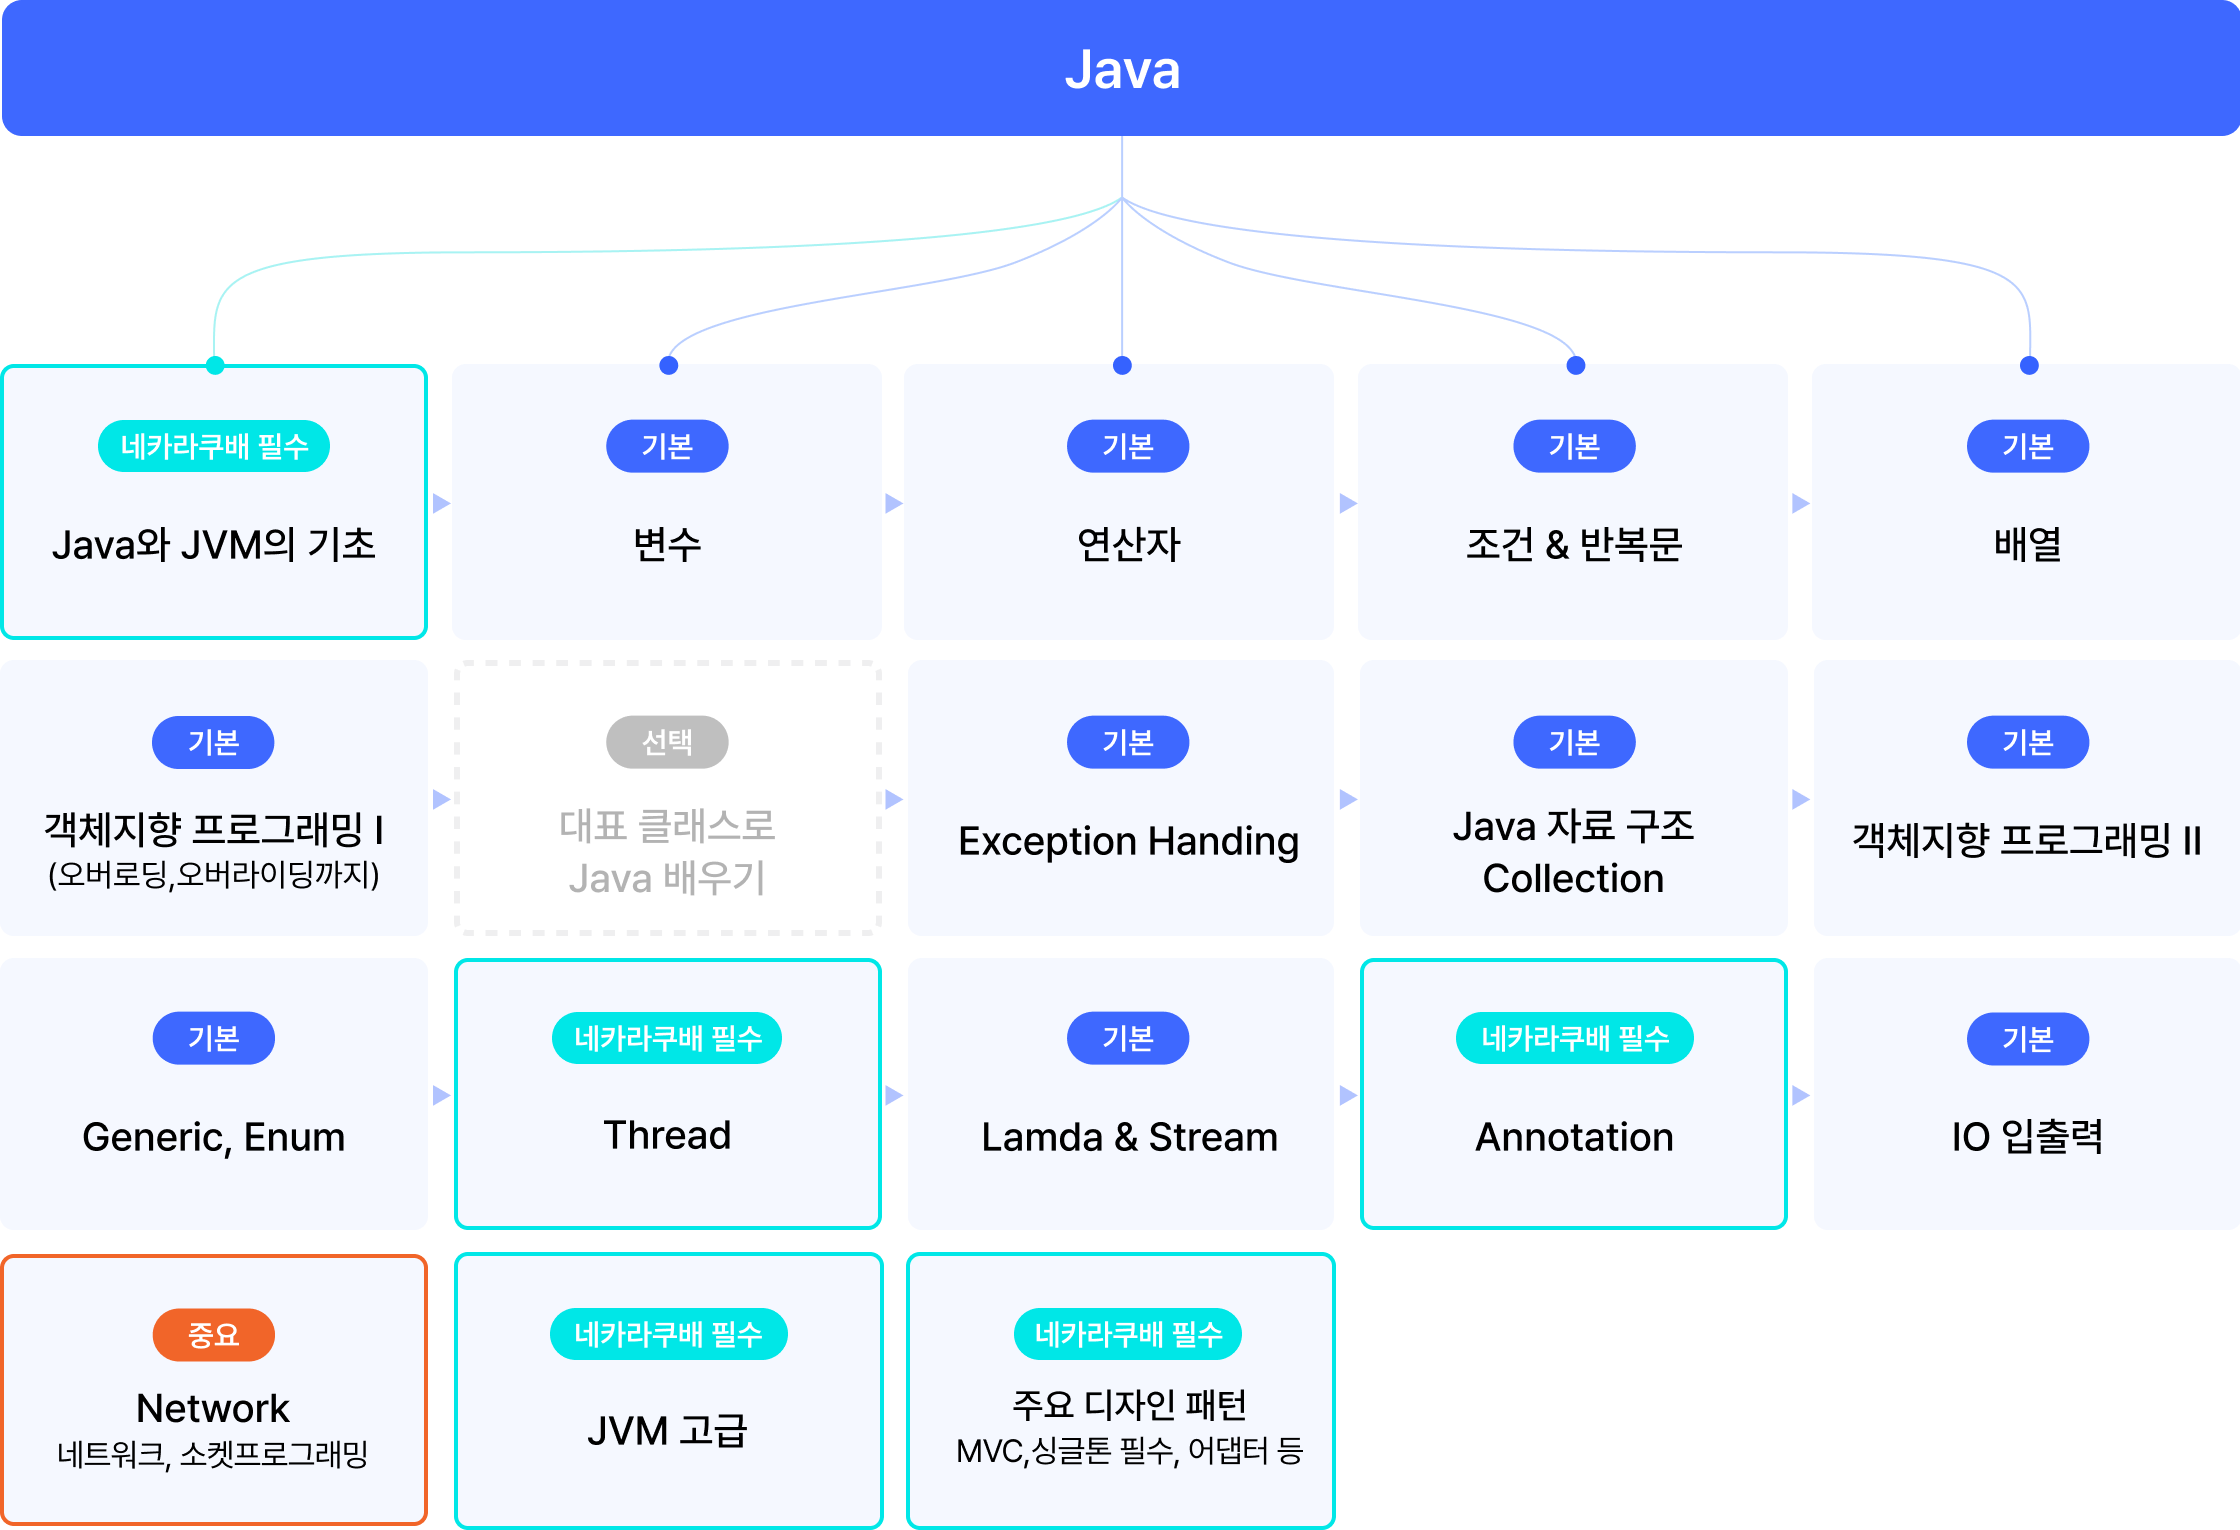 Java
네카라쿠배 필수
Java와 JVM의 기초
기본
변수
기본
연산자
기본
조건 & 반복문
기본
배열
기본
객체지향 프로그래밍 I
(오버로딩,오버라이딩까지)
선택
대표 클래스로
Java 배우기
기본
Exception Handing
기본
Java 자료 구조
Collection
기본
객체지향 프로그래밍 II
기본
Generic, Enum
네카라쿠배 필수
Thread
기본
Lamda & Stream
네카라쿠배 필수
Annotation
기본
IO 입출력
중요
Network
네트워크, 소켓프로그래밍
네카라쿠배 필수
JVM 고급
네카라쿠배 필수
주요 디자인 패턴
MVC,싱글톤 필수, 어댑터 등